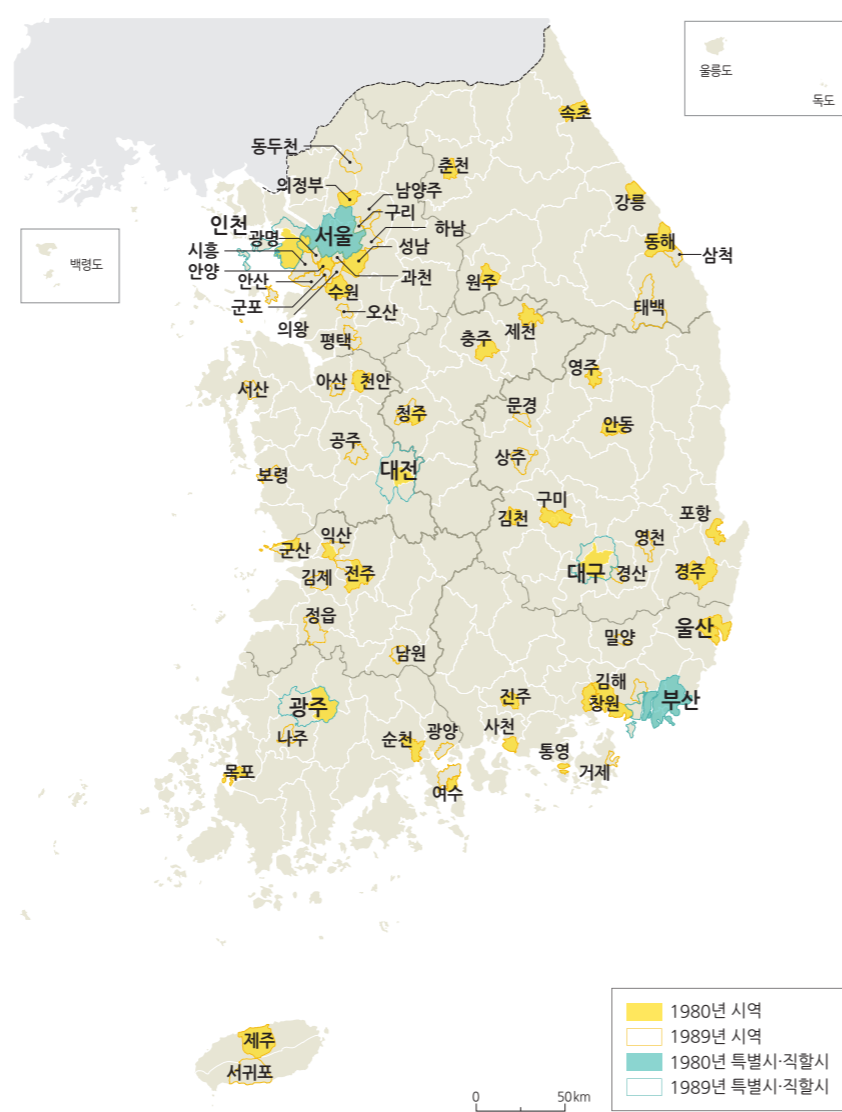 울릉도
독도
속초
동두천
춘천
의정부
남양주
강릉
구리
인천
광명
서울
하남
동해
시흥
성남
삼척
안양
안산
수원
과천
원주
군포
오산
태백
의왕
평택
충주
제천
백령도
서산
아산
천안
영주
청주
문경
안동
공주
대전
상주
보령
구미
김천
포항
군산
익산
영천
김제
전주
대구
경산
경주
정읍
울산
밀양
남원
김해
진주
창원
부산
광주
나주
순천
광양
사천
통영
거제
목포
여수
제주
서귀포
1980년 시역
1989년 시역
1980년 특별시·직할시
1989년 특별시·직할시
0 50km